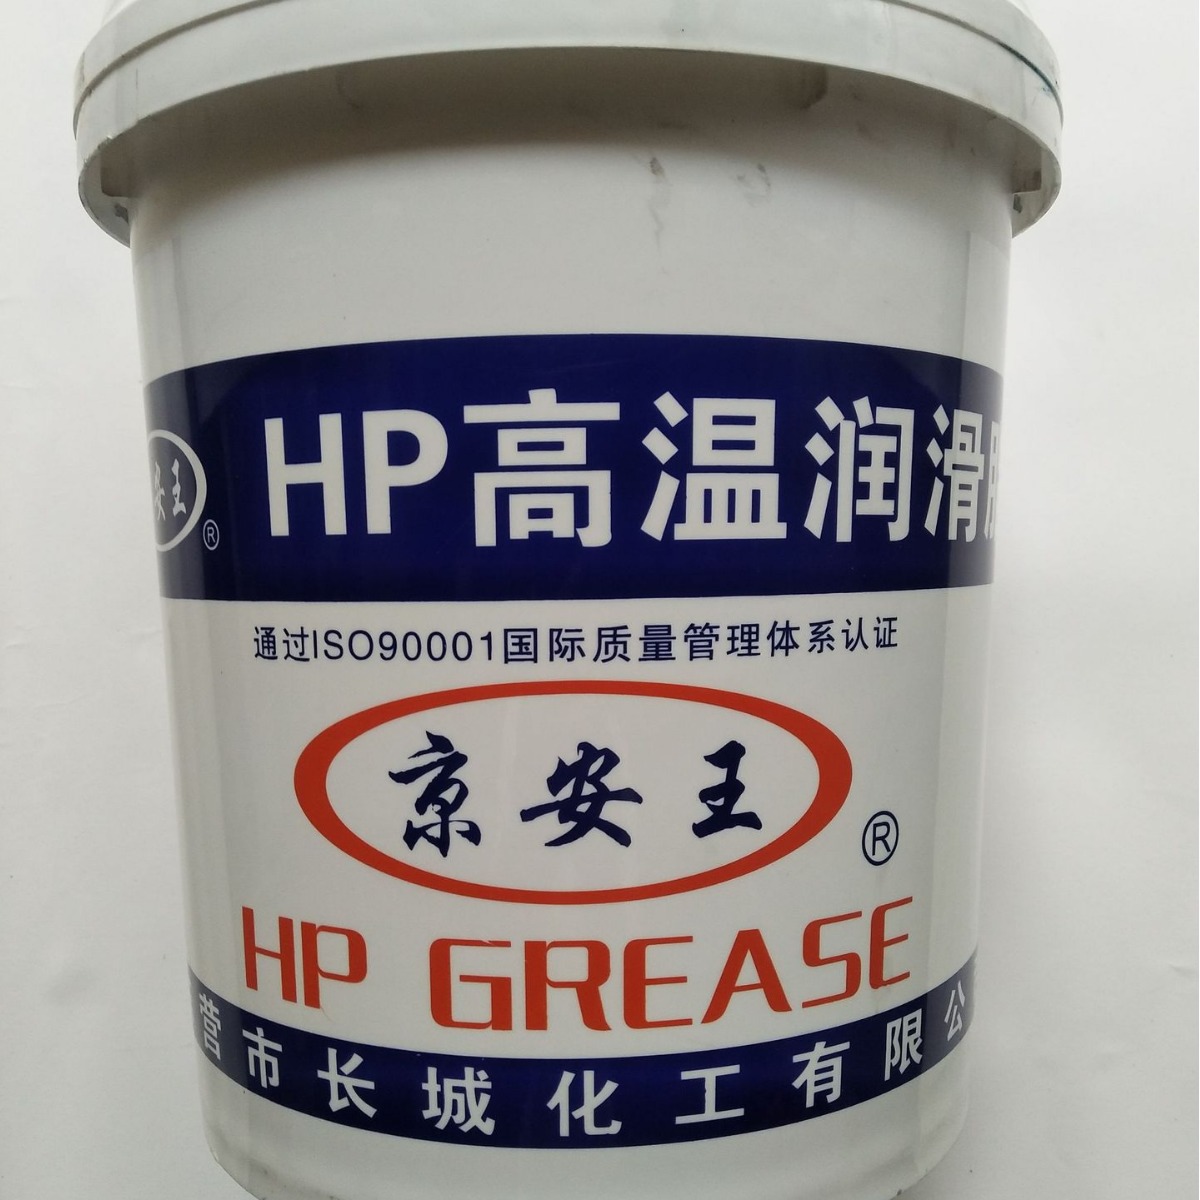 安王®
HP高温润滑
通过ISO90001国际质量管理体系认证
京安王®
HP GREASE
营市长城化工有限公